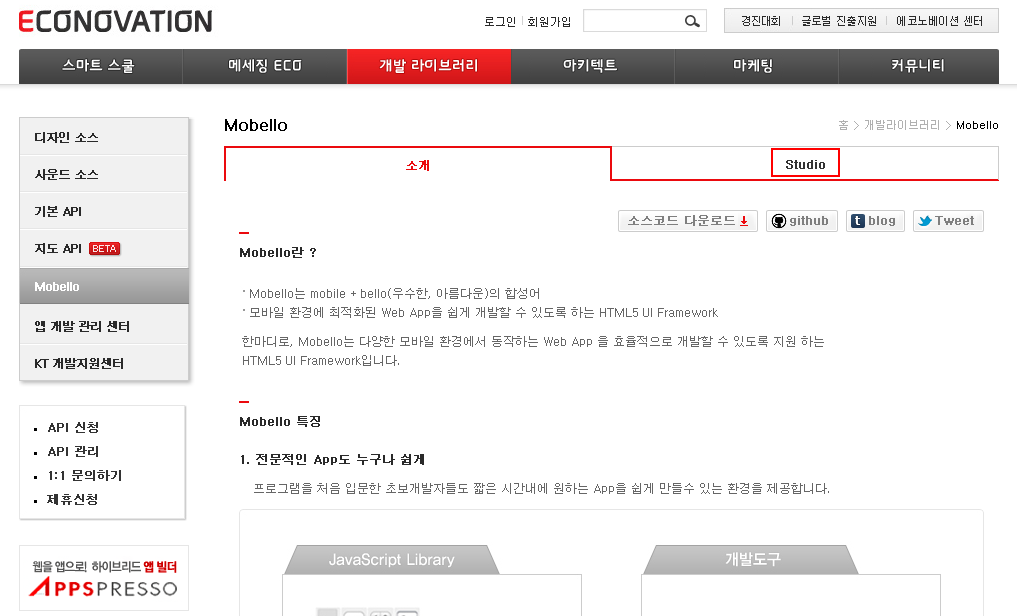 ECONOVATION
로그인 회원가입
경진대회 글로벌 진출지원 에코노베이션 센터
스마트 스쿨 메세징 ECO 개발 라이브러리 아키텍트 마케팅 커뮤니티
디자인 소스
사운드 소스
기본 API
지도 API BETA
Mobello
앱 개발 관리 센터
KT 개발지원센터
API 신청
API 관리
1:1 문의하기
제휴신청
웹을 앱으로! 하이브리드 앱 빌더
APPSPRESSO
Mobello
홈 > 개발라이브러리 > Mobello
소개 Studio
소스코드 다운로드 github blog Tweet
Mobello란 ?
· Mobello는 mobile + bello(우수한, 아름다운)의 합성어
· 모바일 환경에 최적화된 Web App을 쉽게 개발할 수 있도록 하는 HTML5 UI Framework
한마디로, Mobello는 다양한 모바일 환경에서 동작하는 Web App 을 효율적으로 개발할 수 있도록 지원 하는
HTML5 UI Framework입니다.
Mobello 특징
1. 전문적인 App도 누구나 쉽게
프로그램을 처음 입문한 초보개발자들도 짧은 시간내에 원하는 App을 쉽게 만들수 있는 환경을 제공합니다.
JavaScript Library 개발도구